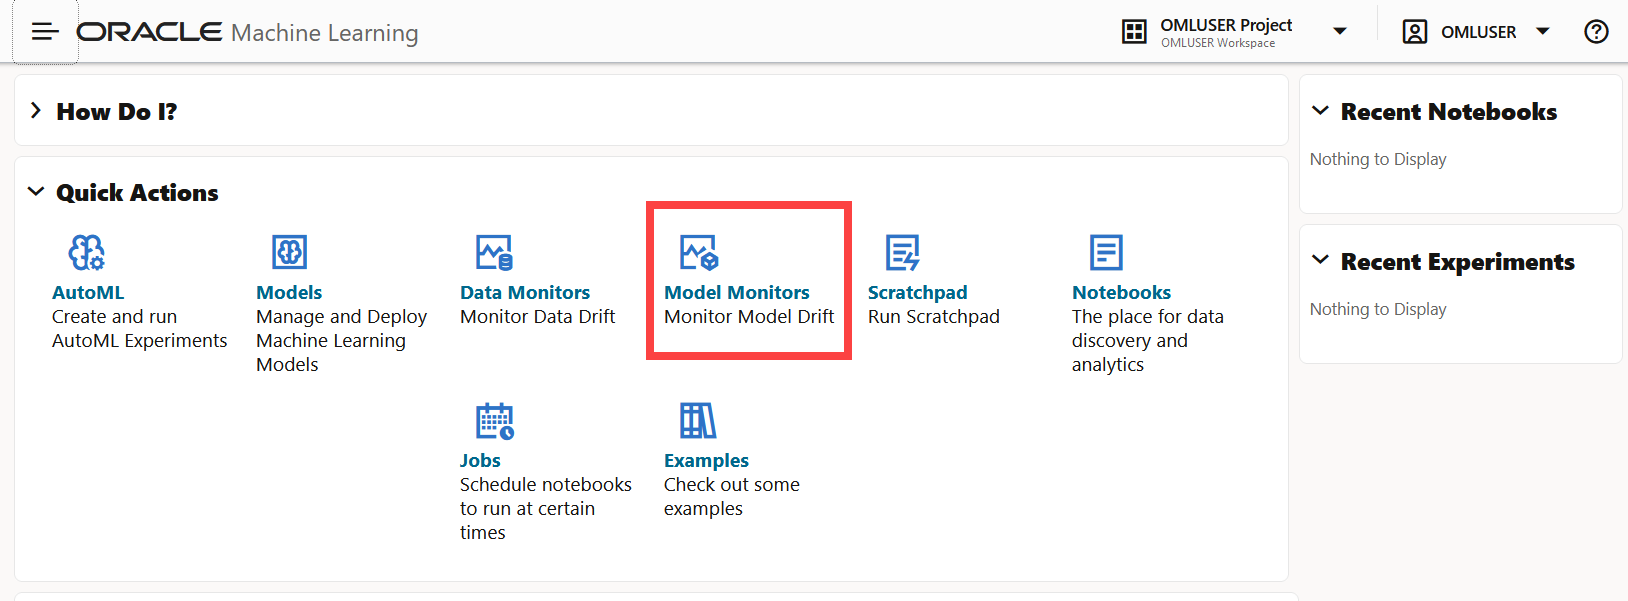 ORACLE Machine Learning
OMLUSER Project
OMLUSER Workspace
OMLUSER
How Do I?
Quick Actions
AutoML
Create and run
AutoML Experiments
Models
Manage and Deploy
Machine Learning
Models
Data Monitors
Monitor Data Drift
Model Monitors
Monitor Model Drift
Scratchpad
Run Scratchpad
Notebooks
The place for data
discovery and
analytics
Jobs
Schedule notebooks
to run at certain
times
Examples
Check out some
examples
Recent Notebooks
Nothing to Display
Recent Experiments
Nothing to Display